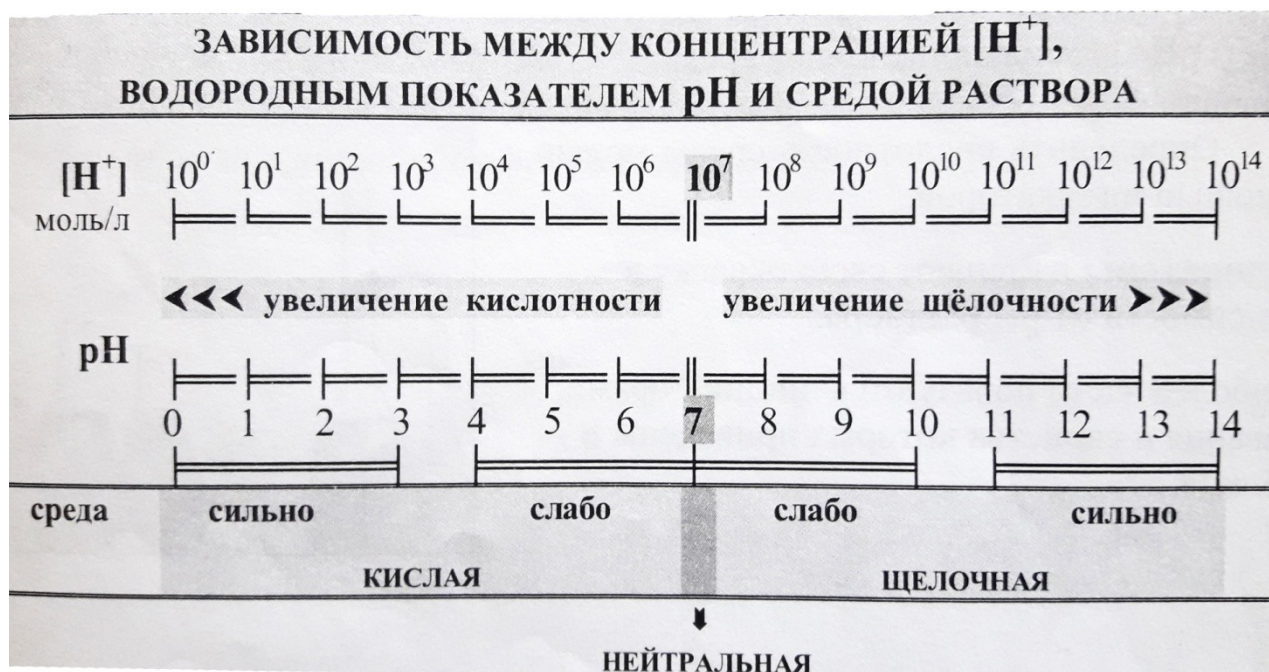 ЗАВИСИМОСТЬ МЕЖДУ КОНЦЕНТРАЦИЕЙ [H⁺],
ВОДОРОДНЫМ ПОКАЗАТЕЛЕМ pH И СРЕДОЙ РАСТВОРА
[H⁺] 10⁰ 10¹ 10² 10³ 10⁴ 10⁵ 10⁶ 10⁷ 10⁸ 10⁹ 10¹⁰ 10¹¹ 10¹² 10¹³ 10¹⁴
моль/л
увеличение кислотности увеличение щёлочности
pH
0 1 2 3 4 5 6 7 8 9 10 11 12 13 14
среда сильно слабо слабо сильно
КИСЛАЯ ЩЕЛОЧНАЯ
НЕЙТРАЛЬНАЯ